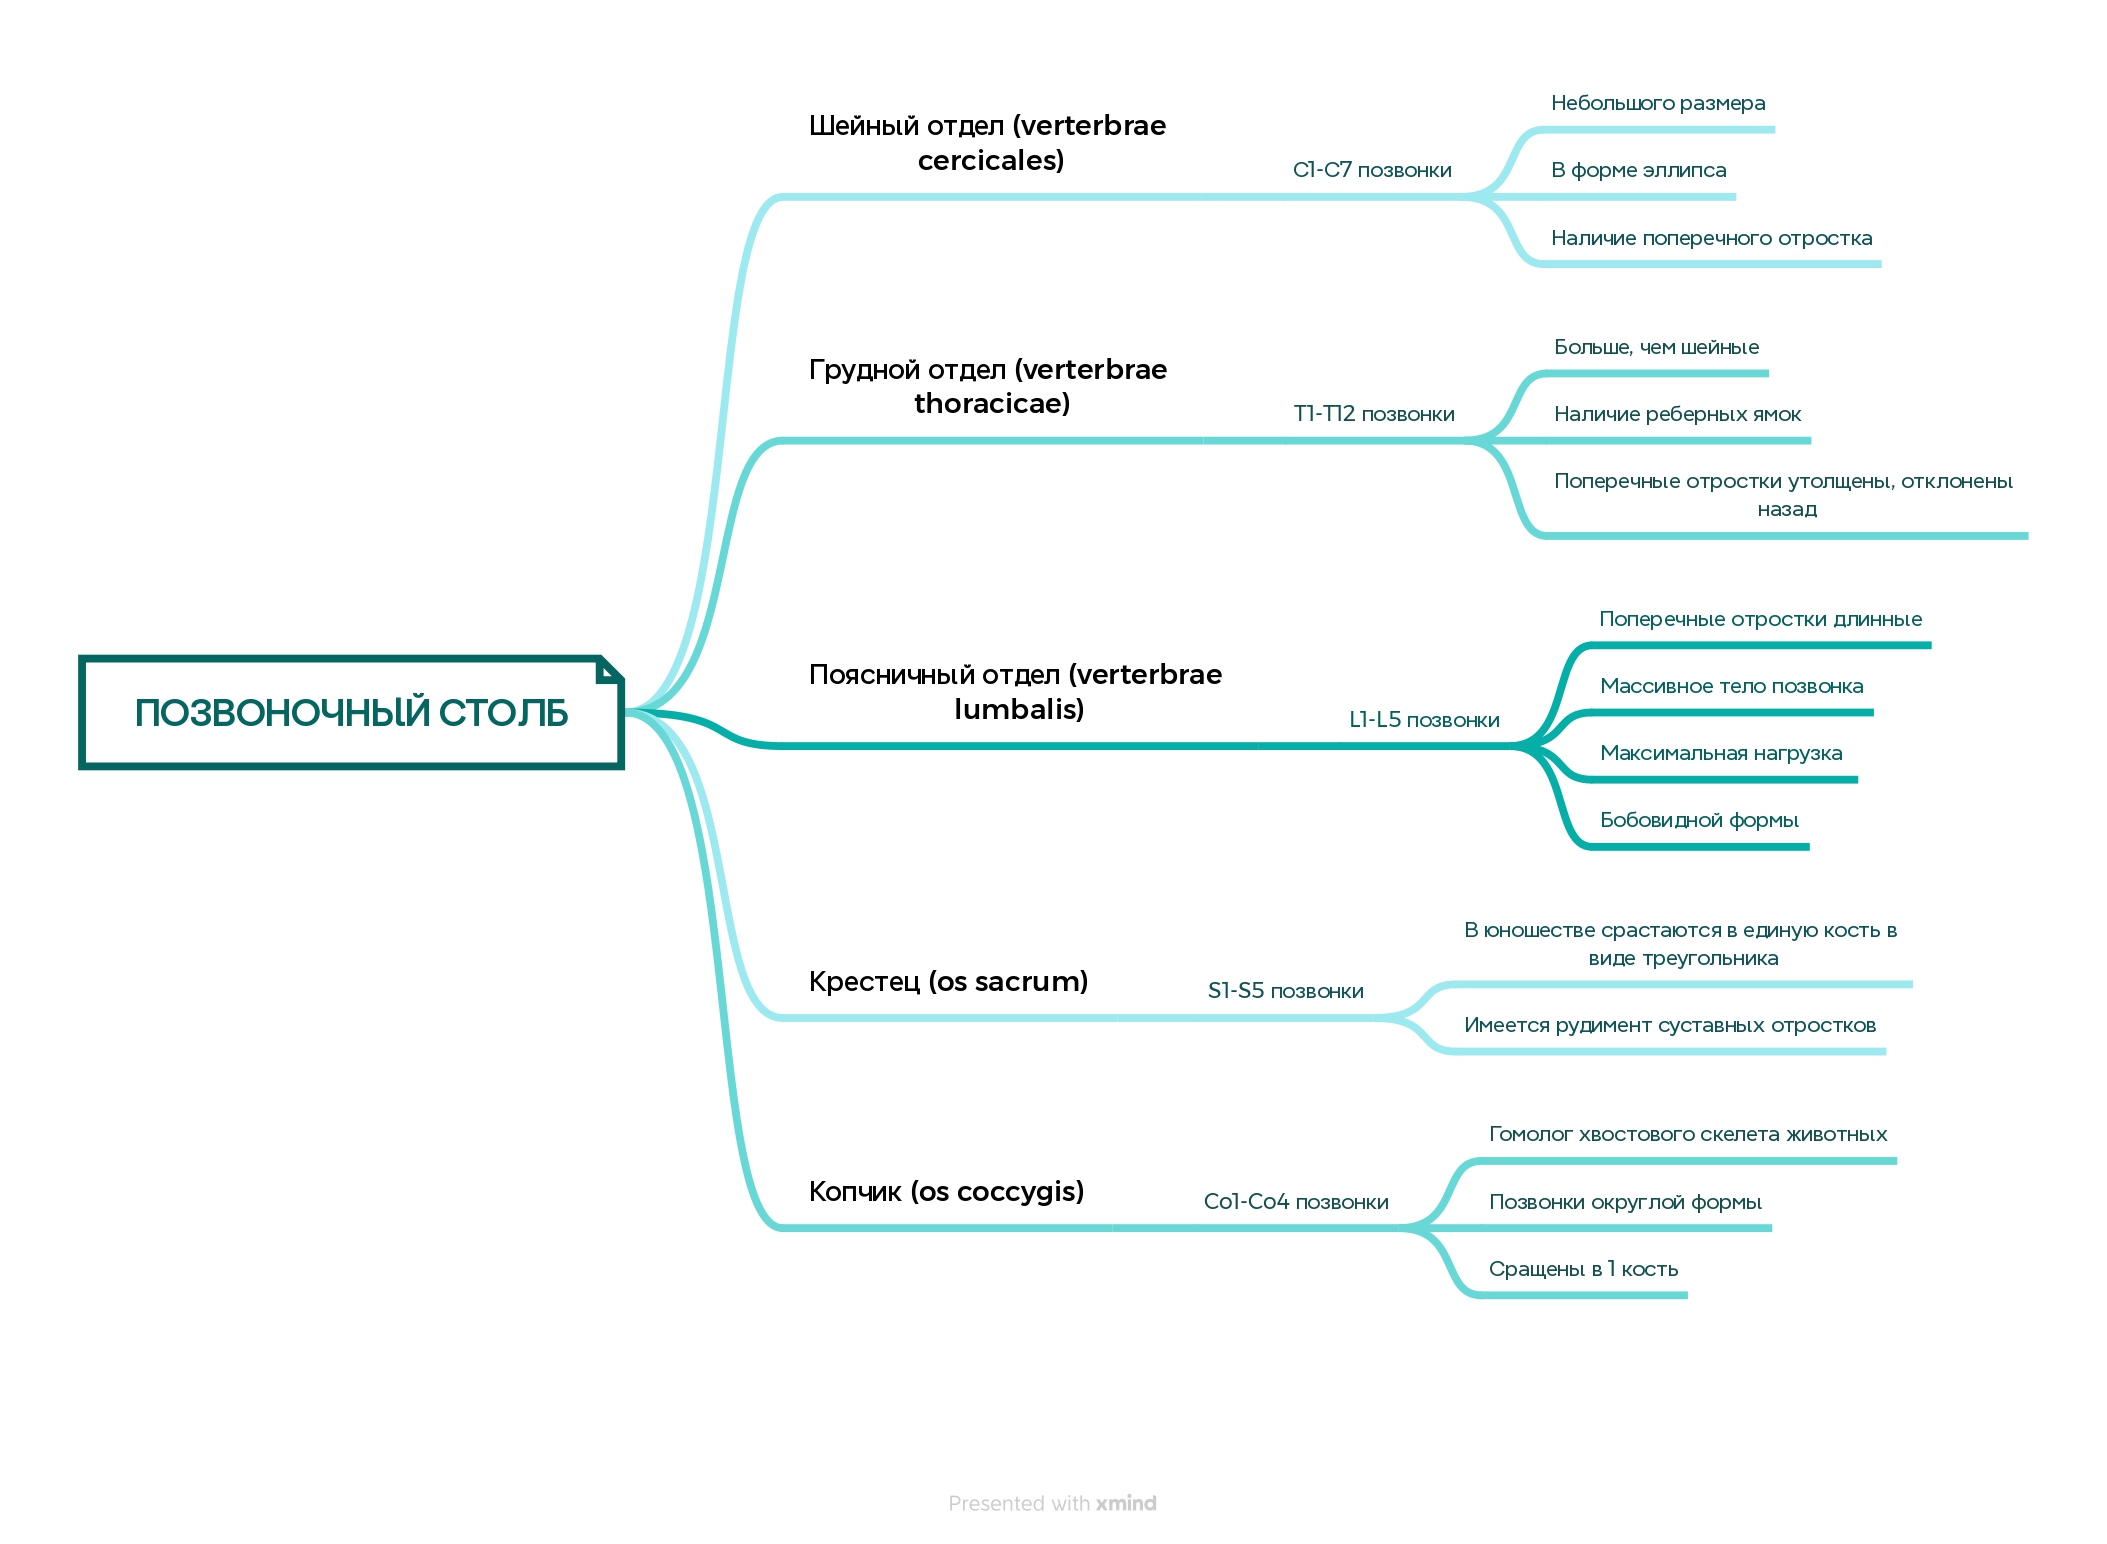 ПОЗВОНОЧНЫЙ СТОЛБ
Шейный отдел (verterbrae
cercicales)
С1-С7 позвонки
Небольшого размера
В форме эллипса
Наличие поперечного отростка
Грудной отдел (verterbrae
thoracicae)
Т1-Т12 позвонки
Больше, чем шейные
Наличие реберных ямок
Поперечные отростки утолщены, отклонены
назад
Поясничный отдел (verterbrae
lumbalis)
L1-L5 позвонки
Поперечные отростки длинные
Массивное тело позвонка
Максимальная нагрузка
Бобовидной формы
Крестец (os sacrum)
S1-S5 позвонки
В юношестве срастаются в единую кость в
виде треугольника
Имеется рудимент суставных отростков
Копчик (os coccygis)
Co1-Co4 позвонки
Гомолог хвостового скелета животных
Позвонки округлой формы
Сращены в 1 кость
Presented with xmind